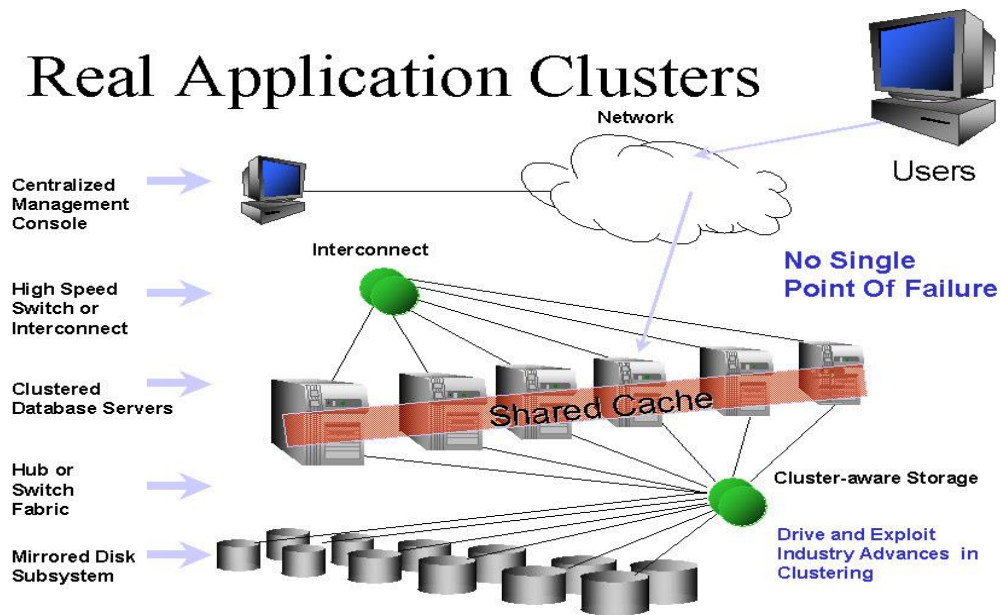 Real Application Clusters
Network
Users
Centralized
Management
Console
Interconnect
No Single
Point Of Failure
High Speed
Switch or
Interconnect
Clustered
Database Servers
Shared Cache
Hub or
Switch
Fabric
Cluster-aware Storage
Mirrored Disk
Subsystem
Drive and Exploit
Industry Advances in
Clustering